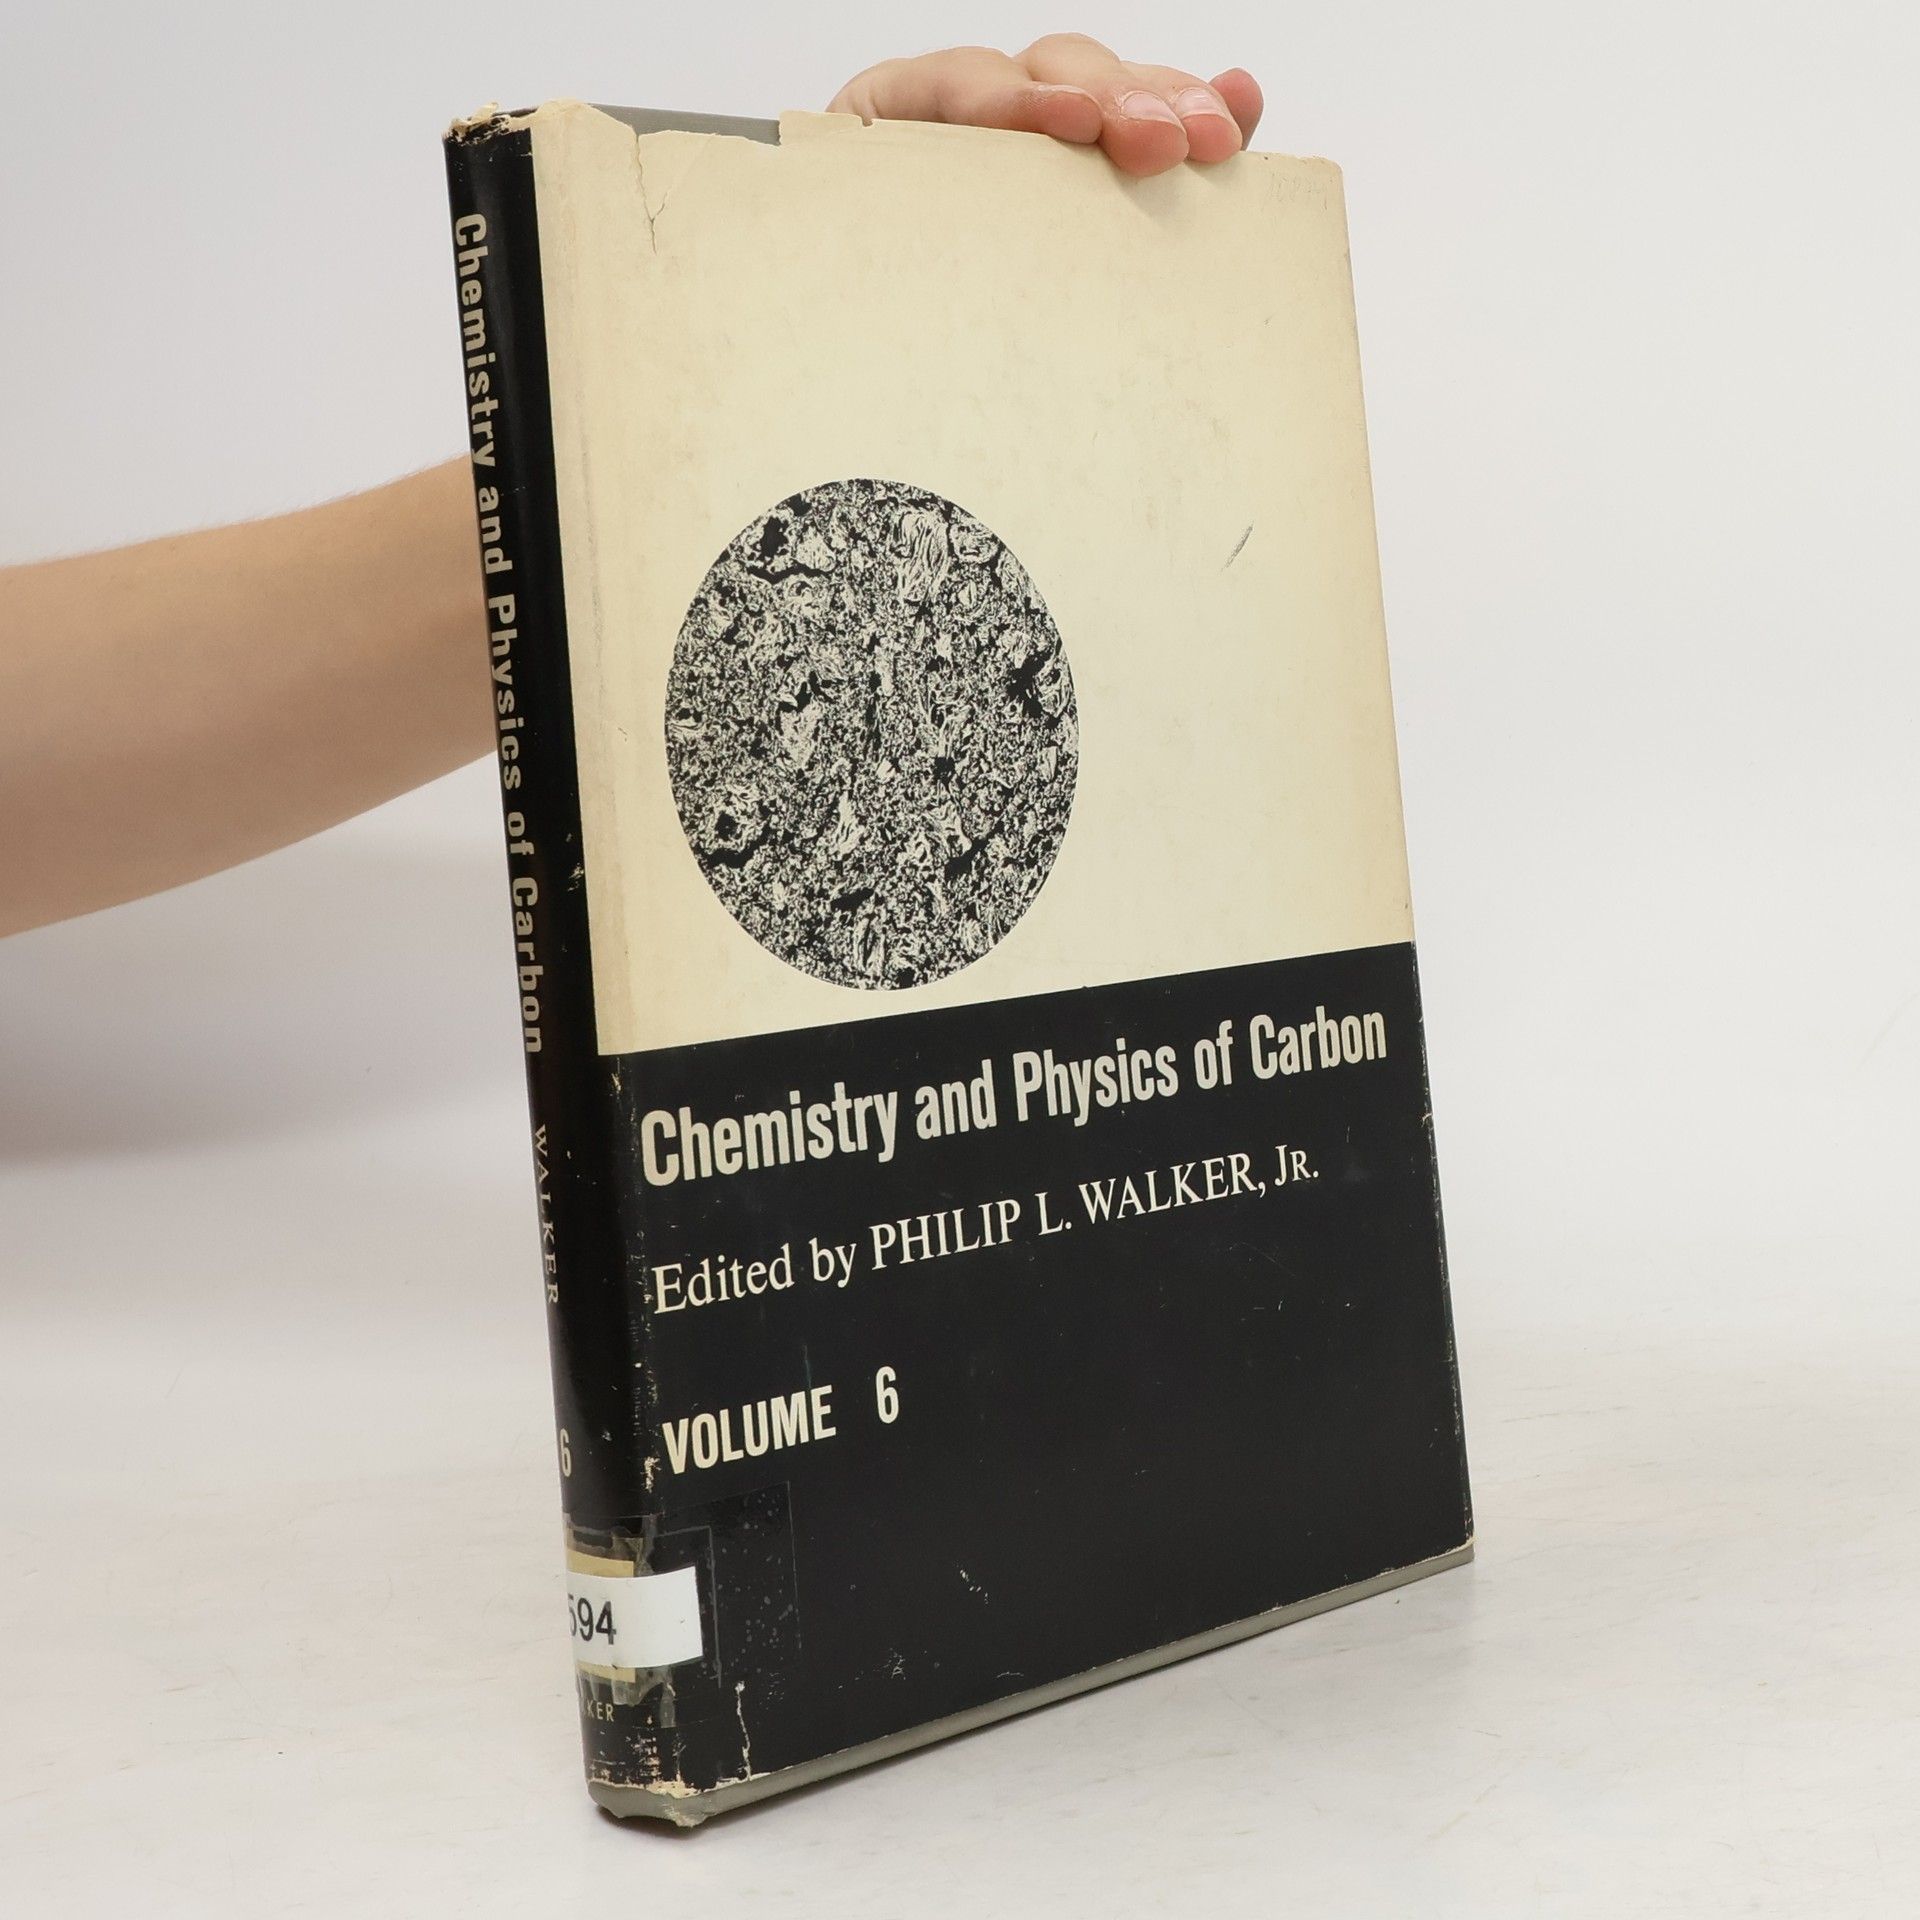 Chemistry and Physics of Carbon
WALKER
6
594
KER
Chemistry and Physics of Carbon
Edited by PHILIP L. WALKER, JR.
VOLUME 6